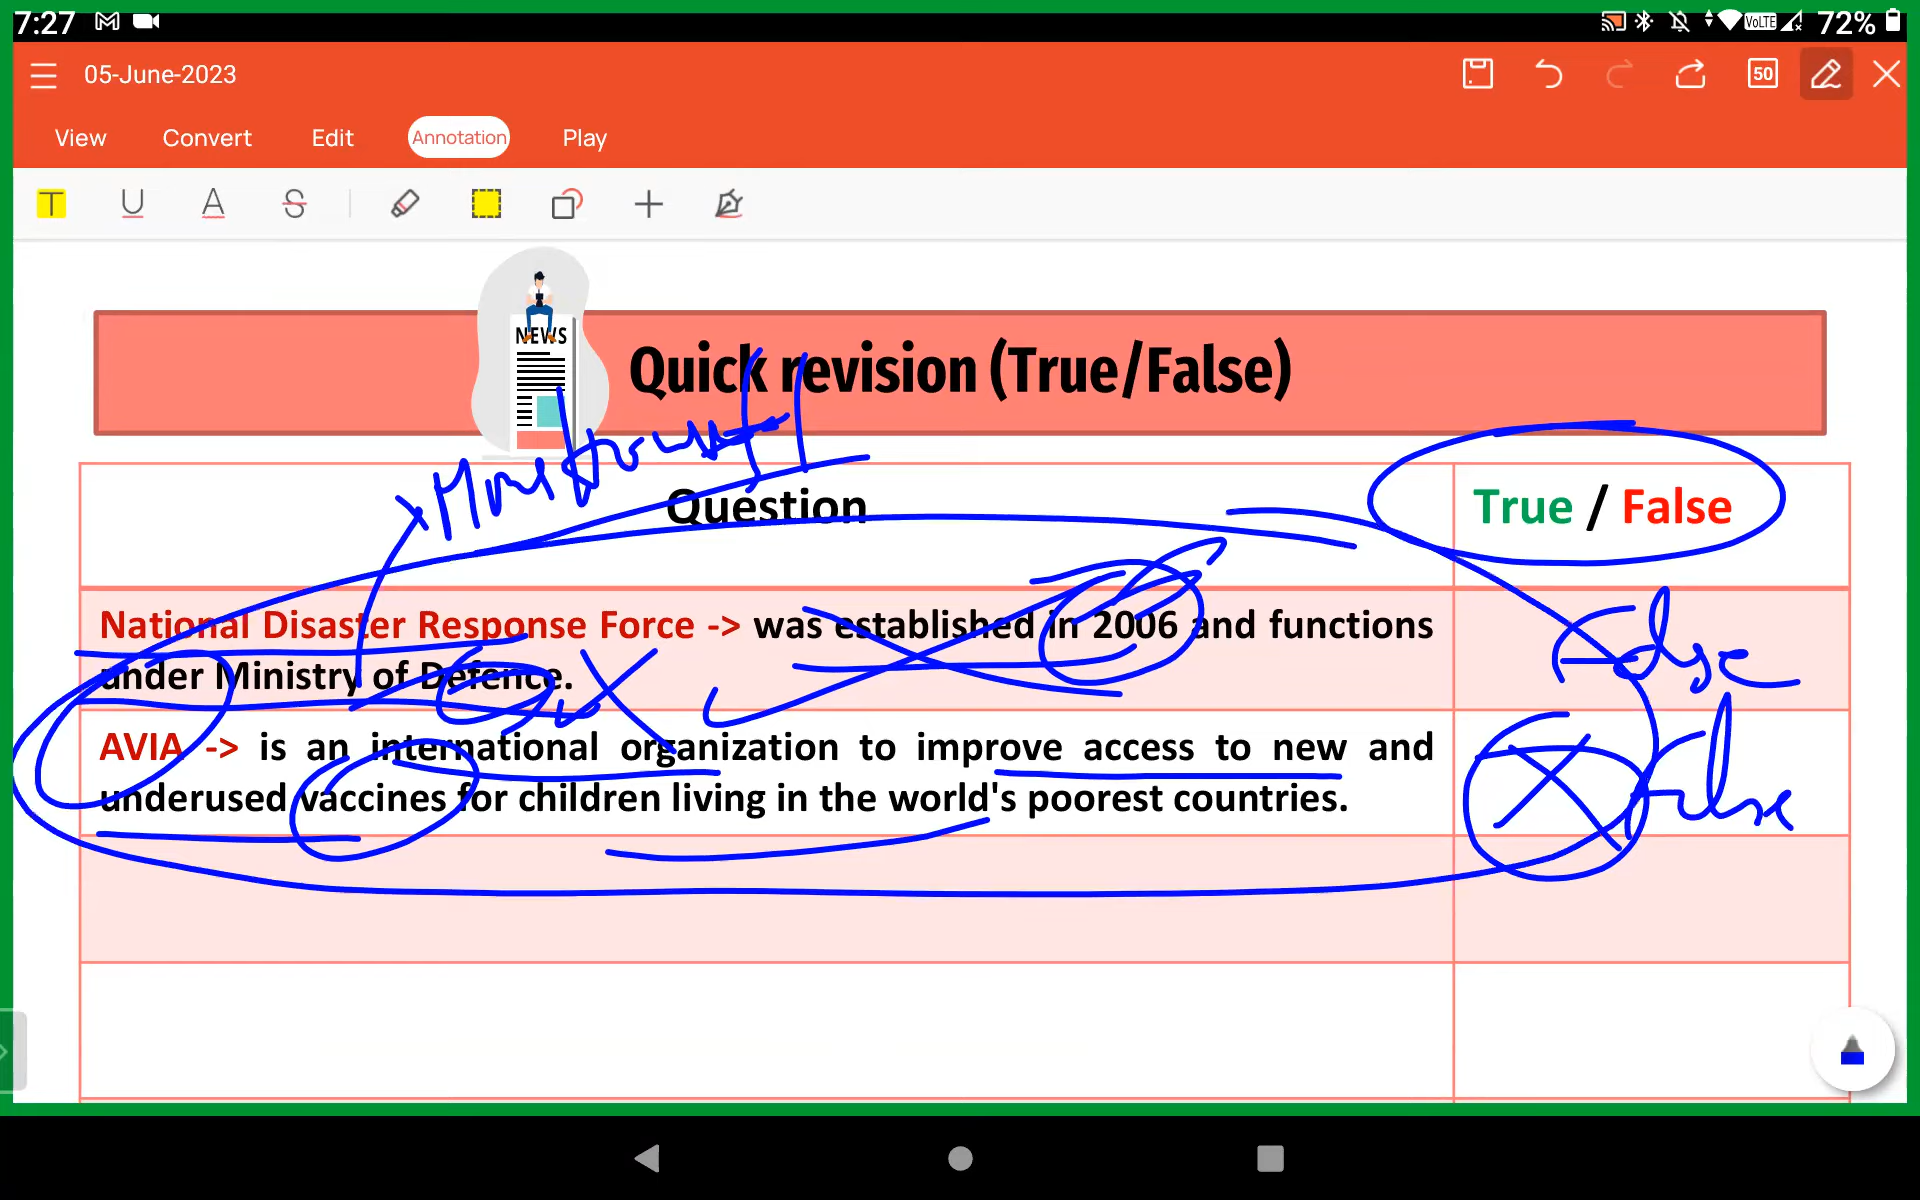 7:27
VoLTE
72%
05-June-2023
50
View Convert Edit Annotation Play
T U A S
NEWS
Quick revision (True/False)
Question
True / False
National Disaster Response Force -> was established in 2006 and functions
under Ministry of Defence.
False
AVIA -> is an international organization to improve access to new and
underused vaccines for children living in the world's poorest countries.
False